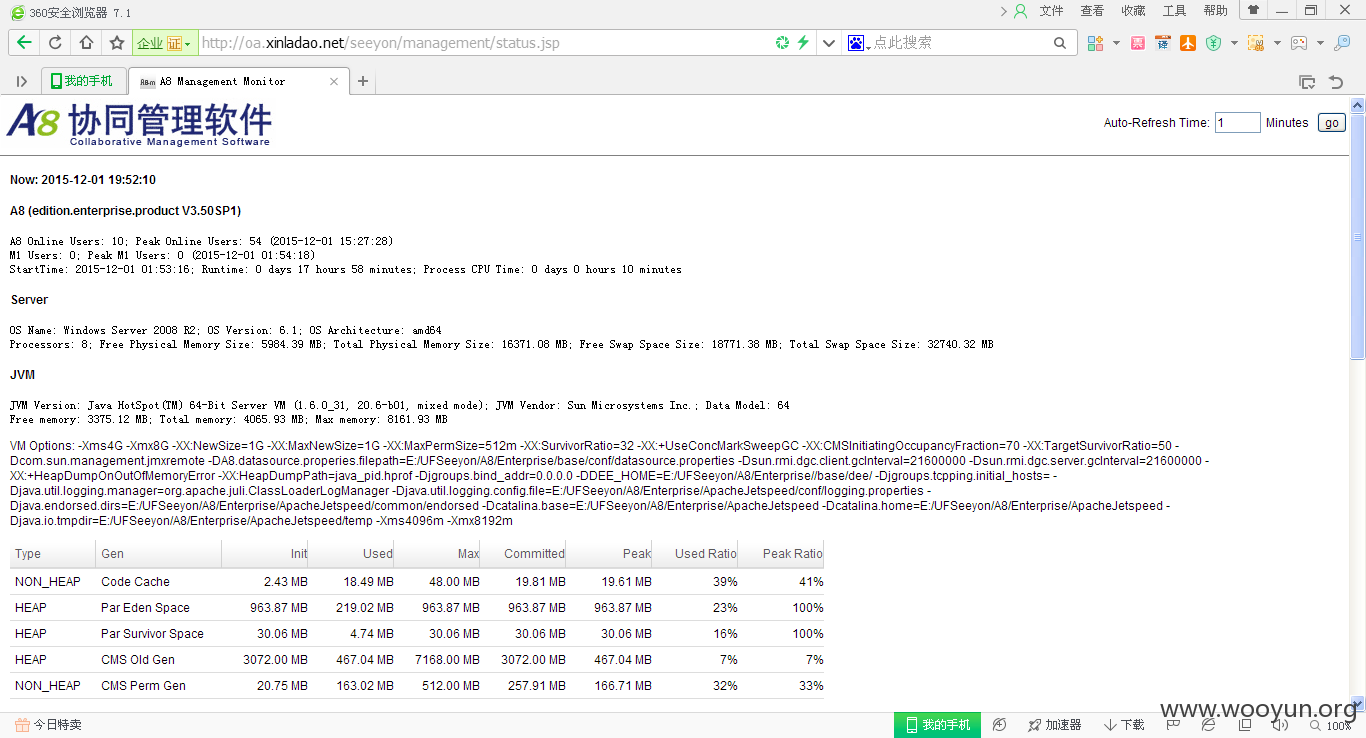 360安全浏览器 7.1
文件 查看 收藏 工具 帮助
企业 证 http://oa.xinladao.net/seeyon/management/status.jsp 点此搜索
我的手机 A8 Management Monitor
A8 协同管理软件
Collaborative Management Software
Auto-Refresh Time: 1 Minutes go
Now: 2015-12-01 19:52:10
A8 (edition.enterprise.product V3.50SP1)
A8 Online Users: 10; Peak Online Users: 54 (2015-12-01 15:27:28)
M1 Users: 0; Peak M1 Users: 0 (2015-12-01 01:54:18)
StartTime: 2015-12-01 01:53:16; Runtime: 0 days 17 hours 58 minutes; Process CPU Time: 0 days 0 hours 10 minutes
Server
OS Name: Windows Server 2008 R2; OS Version: 6.1; OS Architecture: amd64
Processors: 8; Free Physical Memory Size: 5984.39 MB; Total Physical Memory Size: 16371.08 MB; Free Swap Space Size: 18771.38 MB; Total Swap Space Size: 32740.32 MB
JVM
JVM Version: Java HotSpot(TM) 64-Bit Server VM (1.6.0_31, 20.6-b01, mixed mode); JVM Vendor: Sun Microsystems Inc.; Data Model: 64
Free memory: 3375.12 MB; Total memory: 4065.93 MB; Max memory: 8161.93 MB
VM Options: -Xms4G -Xmx8G -XX:NewSize=1G -XX:MaxNewSize=1G -XX:MaxPermSize=512m -XX:SurvivorRatio=32 -XX:+UseConcMarkSweepGC -XX:CMSInitiatingOccupancyFraction=70 -XX:TargetSurvivorRatio=50 -
Dcom.sun.management.jmxremote -DA8.datasource.properies.filepath=E:/UFSeeyon/A8/Enterprise/base/conf/datasource.properties -Dsun.rmi.dgc.client.gcInterval=21600000 -Dsun.rmi.dgc.server.gcInterval=21600000 -
XX:+HeapDumpOnOutOfMemoryError -XX:HeapDumpPath=java_pid.hprof -Djgroups.bind_addr=0.0.0.0 -DDEE_HOME=E:/UFSeeyon/A8/Enterprise//base/dee/ -Djgroups.tcpping.initial_hosts= -
Djava.util.logging.manager=org.apache.juli.ClassLoaderLogManager -Djava.util.logging.config.file=E:/UFSeeyon/A8/Enterprise/ApacheJetspeed/conf/logging.properties -
Djava.endorsed.dirs=E:/UFSeeyon/A8/Enterprise/ApacheJetspeed/common/endorsed -Dcatalina.base=E:/UFSeeyon/A8/Enterprise/ApacheJetspeed -Dcatalina.home=E:/UFSeeyon/A8/Enterprise/ApacheJetspeed -
Djava.io.tmpdir=E:/UFSeeyon/A8/Enterprise/ApacheJetspeed/temp -Xms4096m -Xmx8192m
Type Gen Init Used Max Committed Peak Used Ratio Peak Ratio
NON_HEAP Code Cache 2.43 MB 18.49 MB 48.00 MB 19.81 MB 19.61 MB 39% 41%
HEAP Par Eden Space 963.87 MB 219.02 MB 963.87 MB 963.87 MB 963.87 MB 23% 100%
HEAP Par Survivor Space 30.06 MB 4.74 MB 30.06 MB 30.06 MB 30.06 MB 16% 100%
HEAP CMS Old Gen 3072.00 MB 467.04 MB 7168.00 MB 3072.00 MB 467.04 MB 7% 7%
NON_HEAP CMS Perm Gen 20.75 MB 163.02 MB 512.00 MB 257.91 MB 166.71 MB 32% 33%
www.wooyun.org
今日特卖 我的手机 加速器 下载 100%